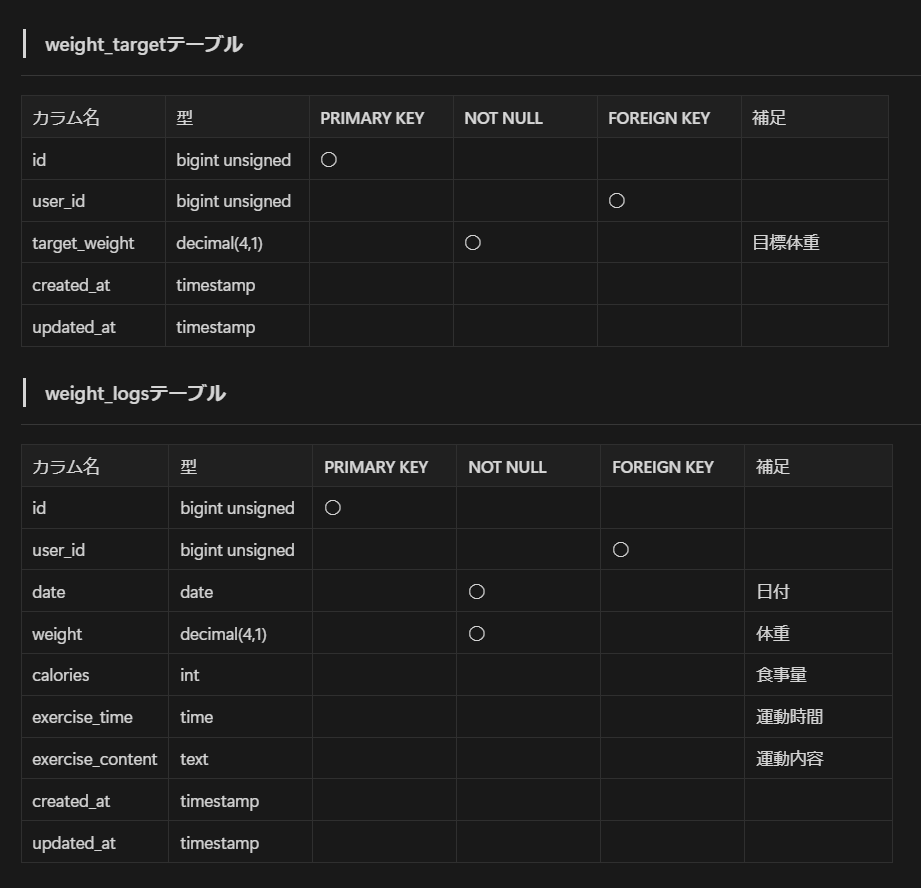 weight_targetテーブル
カラム名 型 PRIMARY KEY NOT NULL FOREIGN KEY 補足
id bigint unsigned ○
user_id bigint unsigned ○
target_weight decimal(4,1) ○ 目標体重
created_at timestamp
updated_at timestamp
weight_logsテーブル
カラム名 型 PRIMARY KEY NOT NULL FOREIGN KEY 補足
id bigint unsigned ○
user_id bigint unsigned ○
date date ○ 日付
weight decimal(4,1) ○ 体重
calories int 食事量
exercise_time time 運動時間
exercise_content text 運動内容
created_at timestamp
updated_at timestamp